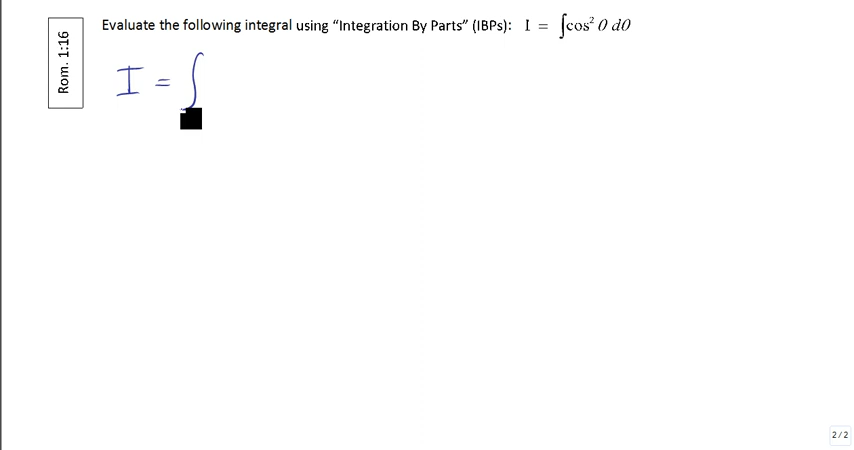 Rom. 1:16
Evaluate the following integral using “Integration By Parts” (IBPs): I = ∫cos² θ dθ
I = ∫
2 / 2